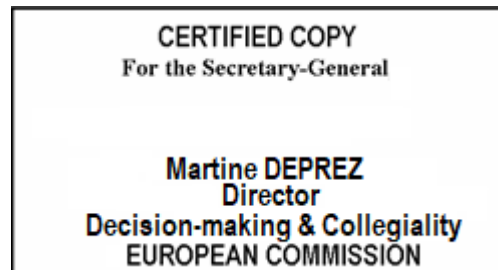 CERTIFIED COPY
For the Secretary-General
Martine DEPREZ
Director
Decision-making & Collegiality
EUROPEAN COMMISSION